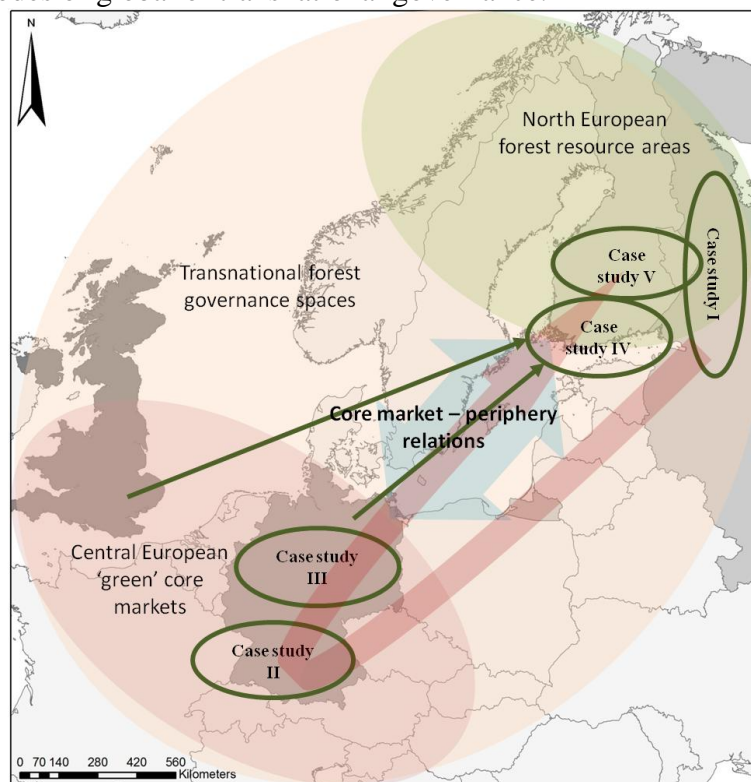 N
North European
forest resource areas
Transnational forest
governance spaces
Case study I
Case
study V
Case
study IV
Core market – periphery
relations
Central European
'green' core
markets
Case study
III
Case study
II
0 70 140 280 420 560
Kilometers